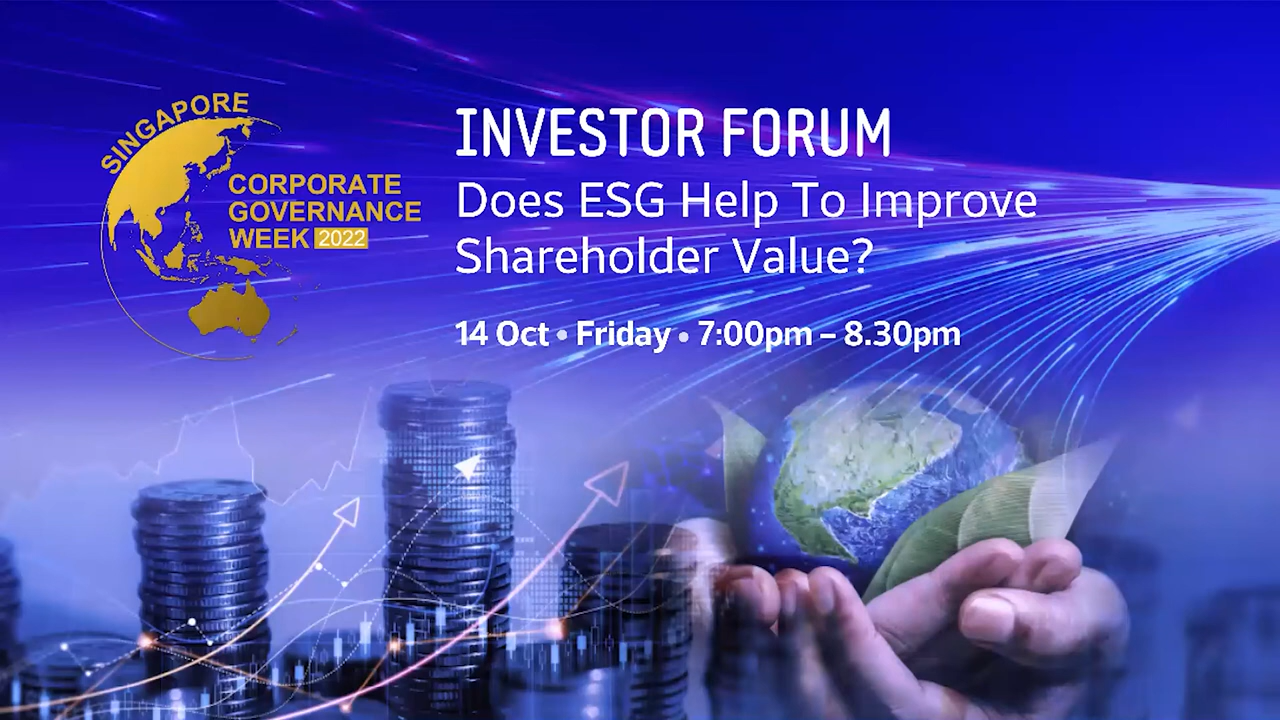 SINGAPORE
CORPORATE
GOVERNANCE
WEEK 2022
INVESTOR FORUM
Does ESG Help To Improve
Shareholder Value?
14 Oct • Friday • 7:00pm – 8.30pm